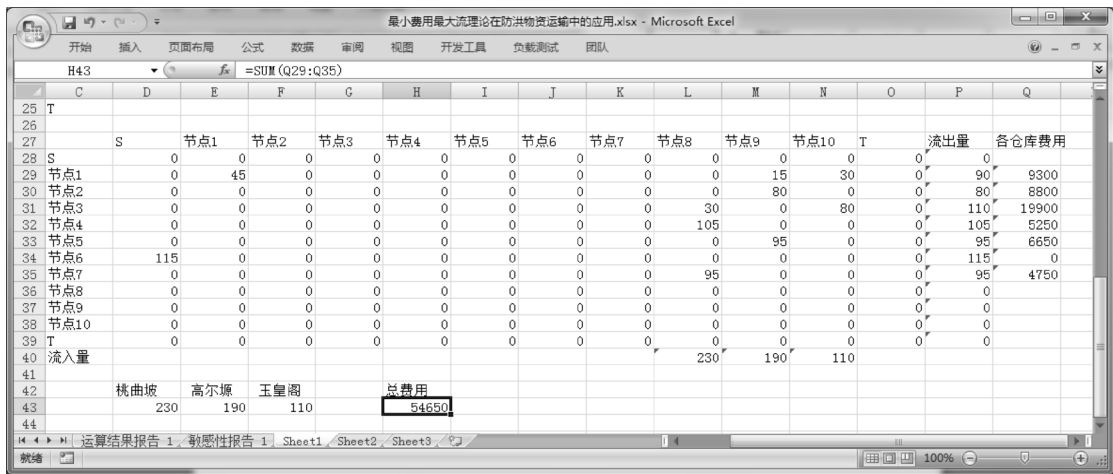 最小费用最大流理论在防洪物资运输中的应用.xlsx - Microsoft Excel
开始 插入 页面布局 公式 数据 审阅 视图 开发工具 负载测试 团队
H43 fx =SUM(Q29:Q35)
C D E F G H I J K L M N O P Q
25 T
26
27 S 节点1 节点2 节点3 节点4 节点5 节点6 节点7 节点8 节点9 节点10 T 流出量 各仓库费用
28 S 0 0 0 0 0 0 0 0 0 0 0 0 0
29 节点1 0 45 0 0 0 0 0 0 0 15 30 0 90 9300
30 节点2 0 0 0 0 0 0 0 0 0 80 0 0 80 8800
31 节点3 0 0 0 0 0 0 0 0 30 0 80 0 110 19900
32 节点4 0 0 0 0 0 0 0 0 105 0 0 0 105 5250
33 节点5 0 0 0 0 0 0 0 0 0 95 0 0 95 6650
34 节点6 115 0 0 0 0 0 0 0 0 0 0 0 115 0
35 节点7 0 0 0 0 0 0 0 0 95 0 0 0 95 4750
36 节点8 0 0 0 0 0 0 0 0 0 0 0 0 0
37 节点9 0 0 0 0 0 0 0 0 0 0 0 0 0
38 节点10 0 0 0 0 0 0 0 0 0 0 0 0 0
39 T 0 0 0 0 0 0 0 0 0 0 0 0 0
40 流入量 230 190 110
41
42 桃曲坡 高尔塬 玉皇阁 总费用
43 230 190 110 54650
44
运算结果报告 1 敏感性报告 1 Sheet1 Sheet2 Sheet3
就绪 100%